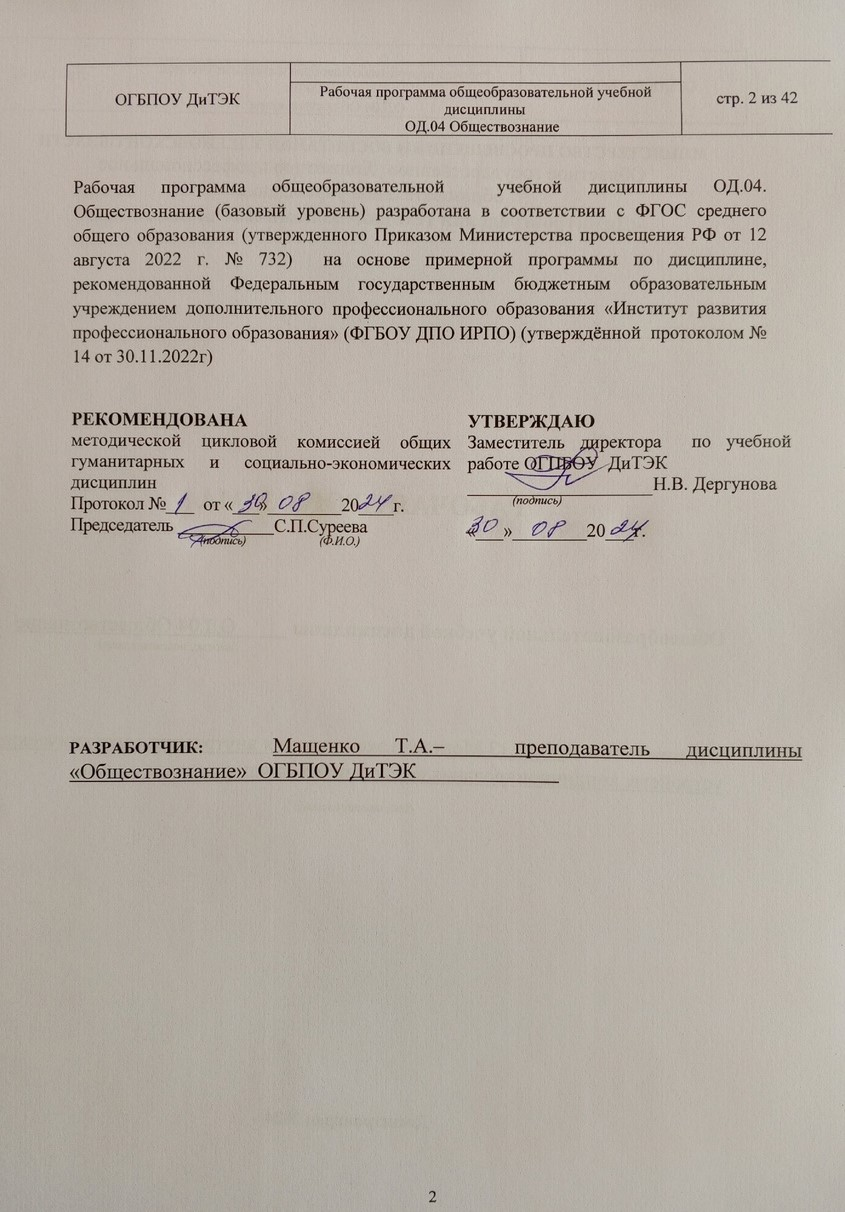 ОГБПОУ ДиТЭК
Рабочая программа общеобразовательной учебной
дисциплины
ОД.04 Обществознание
стр. 2 из 42
Рабочая программа общеобразовательной учебной дисциплины ОД.04.
Обществознание (базовый уровень) разработана в соответствии с ФГОС среднего
общего образования (утвержденного Приказом Министерства просвещения РФ от 12
августа 2022 г. № 732) на основе примерной программы по дисциплине,
рекомендованной Федеральным государственным бюджетным образовательным
учреждением дополнительного профессионального образования «Институт развития
профессионального образования» (ФГБОУ ДПО ИРПО) (утверждённой протоколом №
14 от 30.11.2022г)
РЕКОМЕНДОВАНА
методической цикловой комиссией общих
гуманитарных и социально-экономических
дисциплин
Протокол № 1 от «30» 08 2024 г.
Председатель С.П.Суреева
(подпись) (Ф.И.О.)
УТВЕРЖДАЮ
Заместитель директора по учебной
работе ОГПБОУ ДиТЭК
Н.В. Дергунова
(подпись)
«30» 08 2024г.
РАЗРАБОТЧИК: Мащенко Т.А.– преподаватель дисциплины
«Обществознание» ОГБПОУ ДиТЭК
2